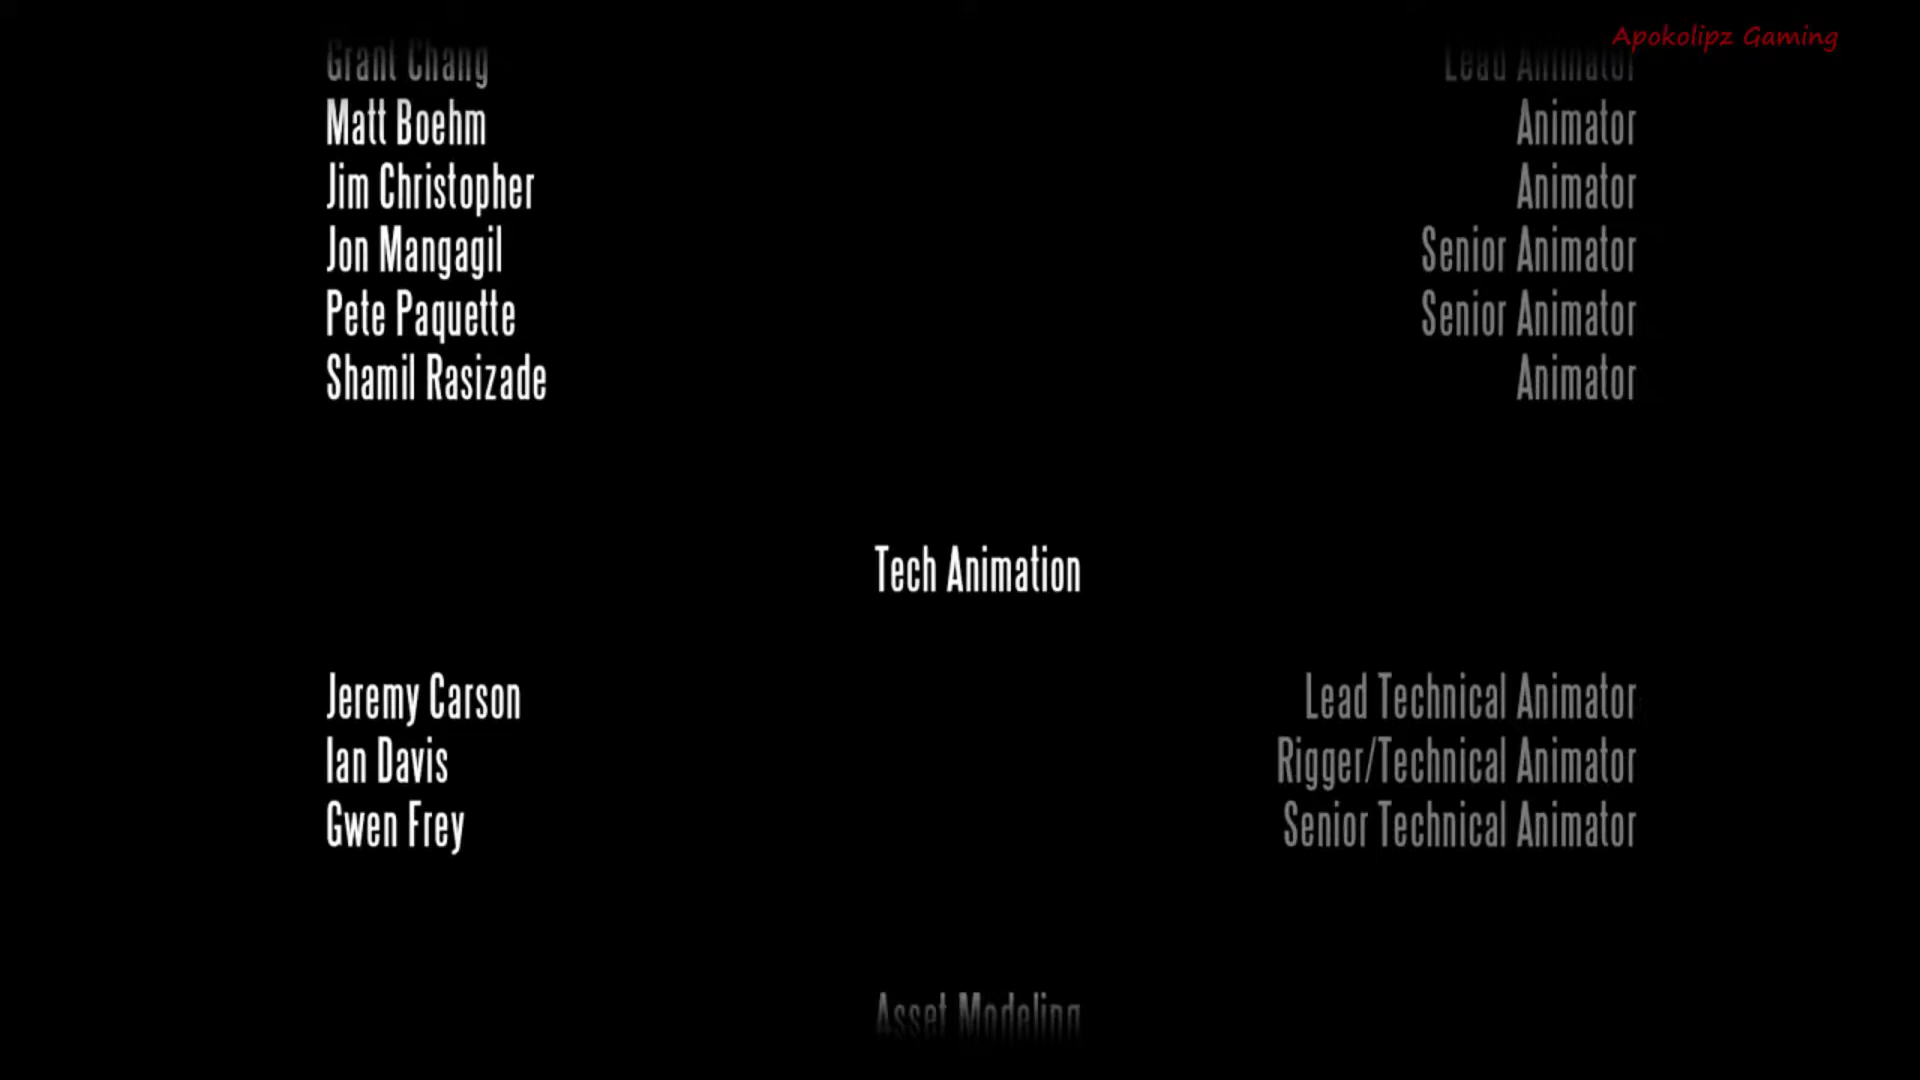 Apokolipz Gaming
Grant Chang Lead Animator
Matt Boehm Animator
Jim Christopher Animator
Jon Mangagil Senior Animator
Pete Paquette Senior Animator
Shamil Rasizade Animator
Tech Animation
Jeremy Carson Lead Technical Animator
Ian Davis Rigger/Technical Animator
Gwen Frey Senior Technical Animator
Asset Modeling